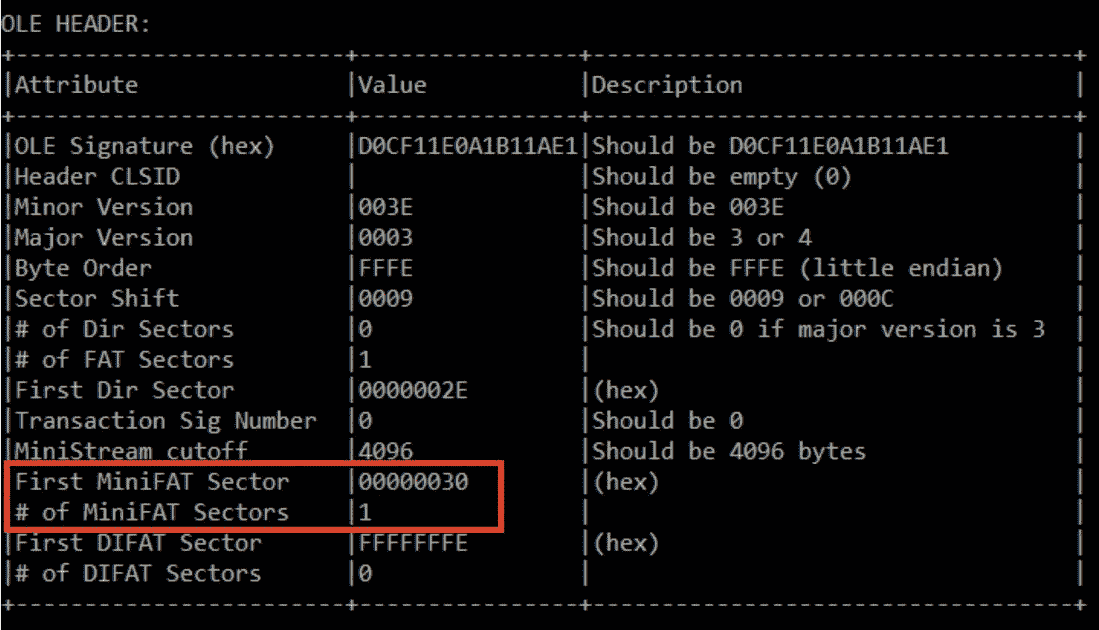 OLE HEADER:
+------------------------+----------------+-----------------------------------+
|Attribute |Value |Description |
+------------------------+----------------+-----------------------------------+
|OLE Signature (hex) |D0CF11E0A1B11AE1|Should be D0CF11E0A1B11AE1 |
|Header CLSID | |Should be empty (0) |
|Minor Version |003E |Should be 003E |
|Major Version |0003 |Should be 3 or 4 |
|Byte Order |FFFE |Should be FFFE (little endian) |
|Sector Shift |0009 |Should be 0009 or 000C |
|# of Dir Sectors |0 |Should be 0 if major version is 3 |
|# of FAT Sectors |1 | |
|First Dir Sector |0000002E |(hex) |
|Transaction Sig Number |0 |Should be 0 |
|MiniStream cutoff |4096 |Should be 4096 bytes |
|First MiniFAT Sector |00000030 |(hex) |
|# of MiniFAT Sectors |1 | |
|First DIFAT Sector |FFFFFFFE |(hex) |
|# of DIFAT Sectors |0 | |
+------------------------+----------------+-----------------------------------+